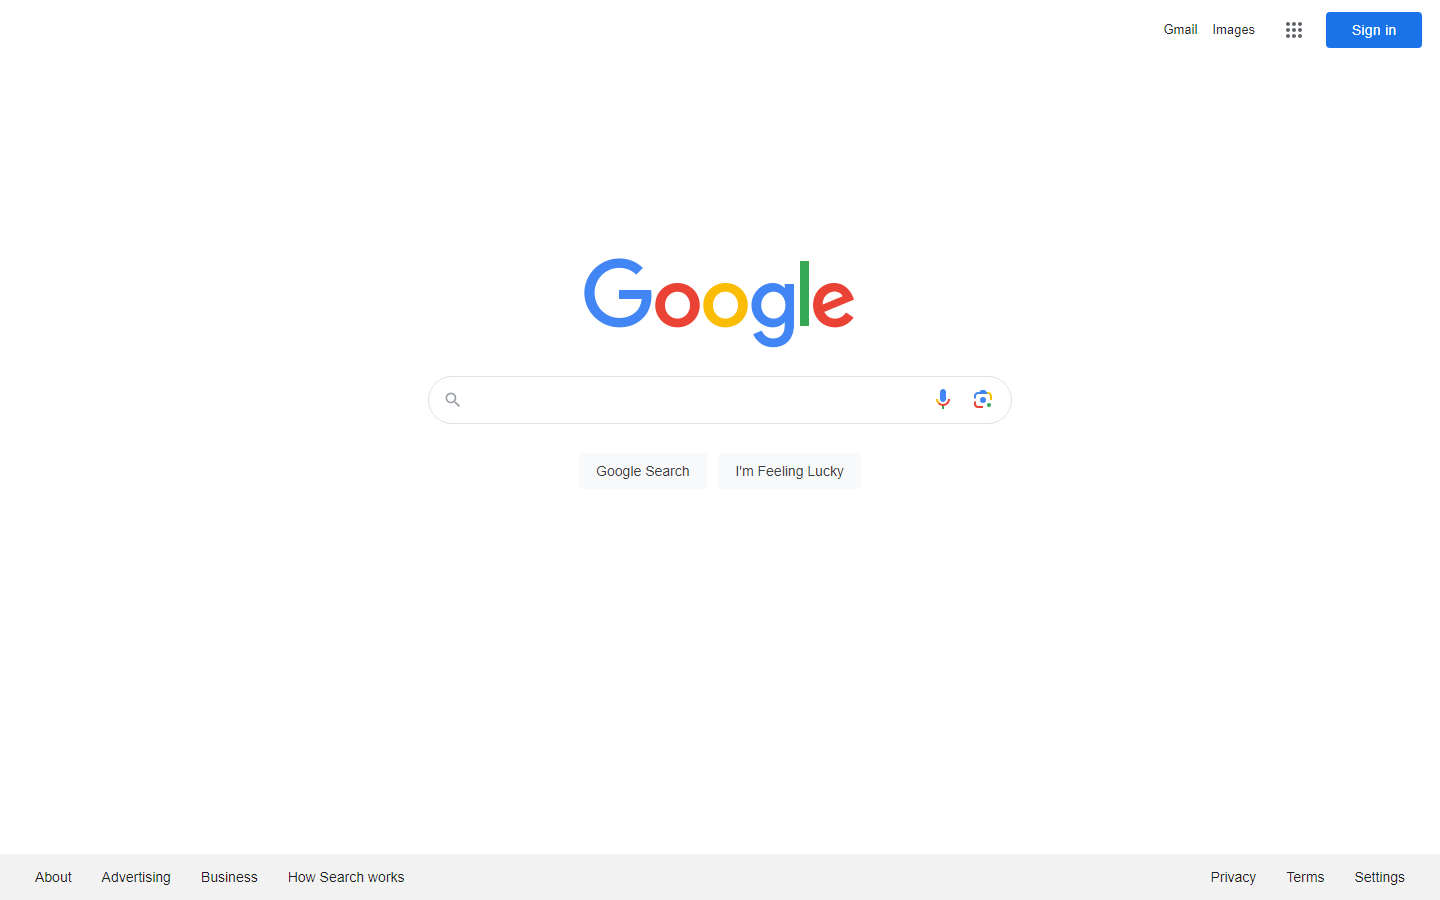 Gmail Images Sign in
Google
Google Search I'm Feeling Lucky
About Advertising Business How Search works Privacy Terms Settings